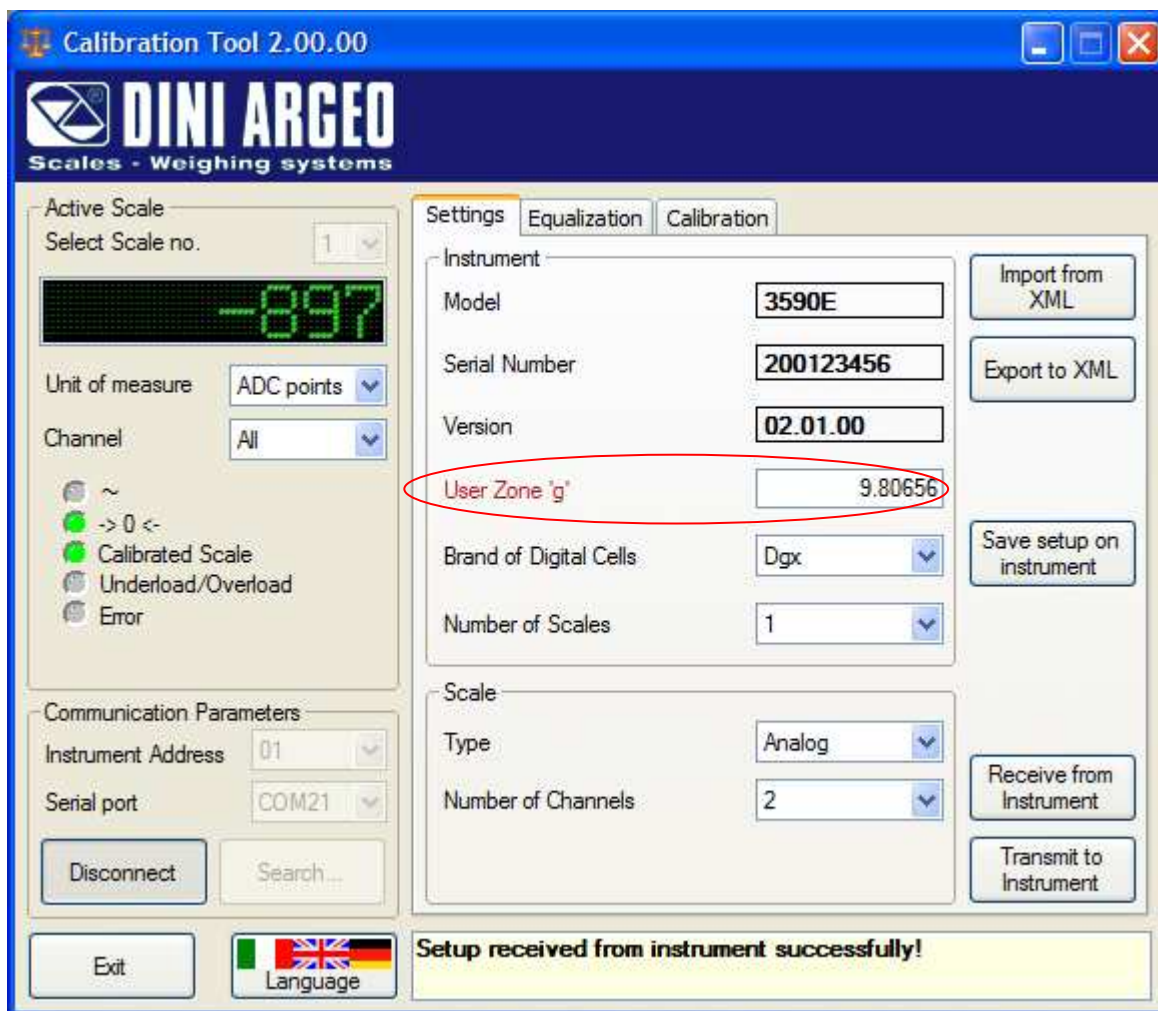 Calibration Tool 2.00.00
DINI ARGEO
Scales - Weighing systems
Active Scale
Select Scale no. 1
-897
Unit of measure ADC points
Channel All
~
-> 0 <-
Calibrated Scale
Underload/Overload
Error
Communication Parameters
Instrument Address 01
Serial port COM21
Disconnect Search...
Exit Language
Settings Equalization Calibration
Instrument
Model 3590E
Serial Number 200123456
Version 02.01.00
User Zone 'g' 9.80656
Brand of Digital Cells Dgx
Number of Scales 1
Scale
Type Analog
Number of Channels 2
Import from
XML
Export to XML
Save setup on
instrument
Receive from
Instrument
Transmit to
Instrument
Setup received from instrument successfully!